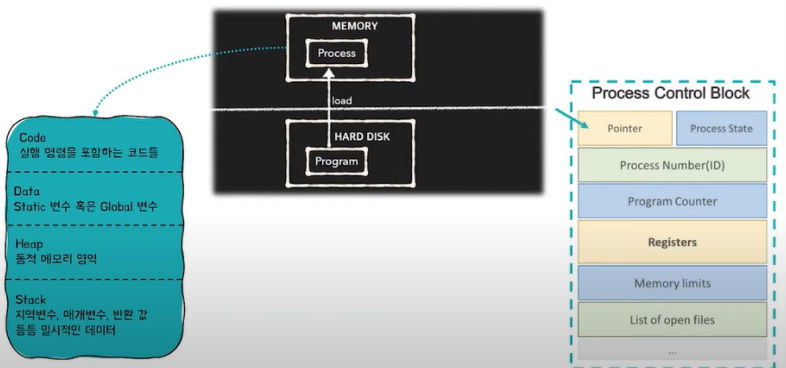 MEMORY
Process
load
HARD DISK
Program
Code
실행 명령을 포함하는 코드들
Data
Static 변수 혹은 Global 변수
Heap
동적 메모리 영역
Stack
지역변수, 매개변수, 반환 값
등등 일시적인 데이터
Process Control Block
Pointer
Process State
Process Number(ID)
Program Counter
Registers
Memory limits
List of open files
...